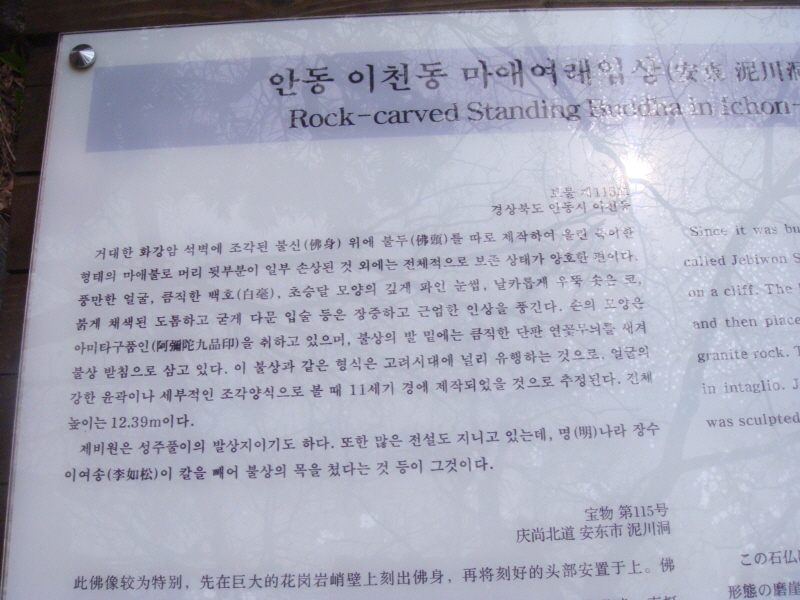 안동 이천동 마애여래입상(安東 泥川洞
Rock-carved Standing Buddha in Ichon-
보물 제115호
경상북도 안동시 이천동
거대한 화강암 석벽에 조각된 불신(佛身) 위에 불두(佛頭)를 따로 제작하여 올린 특이한
형태의 마애불로 머리 뒷부분이 일부 손상된 것 외에는 전체적으로 보존 상태가 양호한 편이다.
풍만한 얼굴, 큼직한 백호(白毫), 초승달 모양의 깊게 파인 눈썹, 날카롭게 우뚝 솟은 코,
붉게 채색된 도톰하고 굳게 다문 입술 등은 장중하고 근엄한 인상을 풍긴다. 손의 모양은
아미타구품인(阿彌陀九品印)을 취하고 있으며, 불상의 발 밑에는 큼직한 단판 연꽃무늬를 새겨
불상 받침으로 삼고 있다. 이 불상과 같은 형식은 고려시대에 널리 유행하는 것으로, 얼굴의
강한 윤곽이나 세부적인 조각양식으로 볼 때 11세기 경에 제작되었을 것으로 추정된다. 전체
높이는 12.39m이다.
제비원은 성주풀이의 발상지이기도 하다. 또한 많은 전설도 지니고 있는데, 명(明)나라 장수
이여송(李如松)이 칼을 빼어 불상의 목을 쳤다는 것 등이 그것이다.
Since it was bu
called Jebiwon S
on a cliff. The
and then place
granite rock. T
in intaglio. J
was sculpted
宝物 第115号
庆尚北道 安东市 泥川洞
此佛像较为特别，先在巨大的花岗岩峭壁上刻出佛身，再将刻好的头部安置于上。佛
この石仏
形態の磨崖